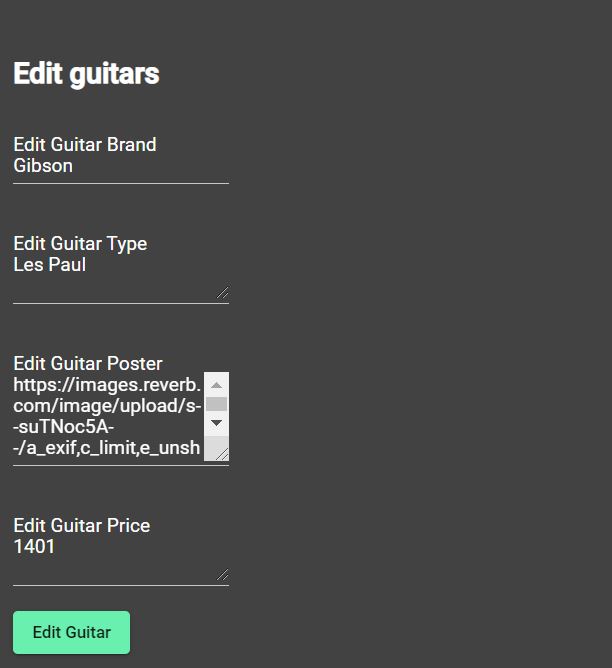 Edit guitars
Edit Guitar Brand
Gibson
Edit Guitar Type
Les Paul
Edit Guitar Poster
https://images.reverb.
com/image/upload/s-
-suTNoc5A-
-/a_exif,c_limit,e_unsh
Edit Guitar Price
1401
Edit Guitar